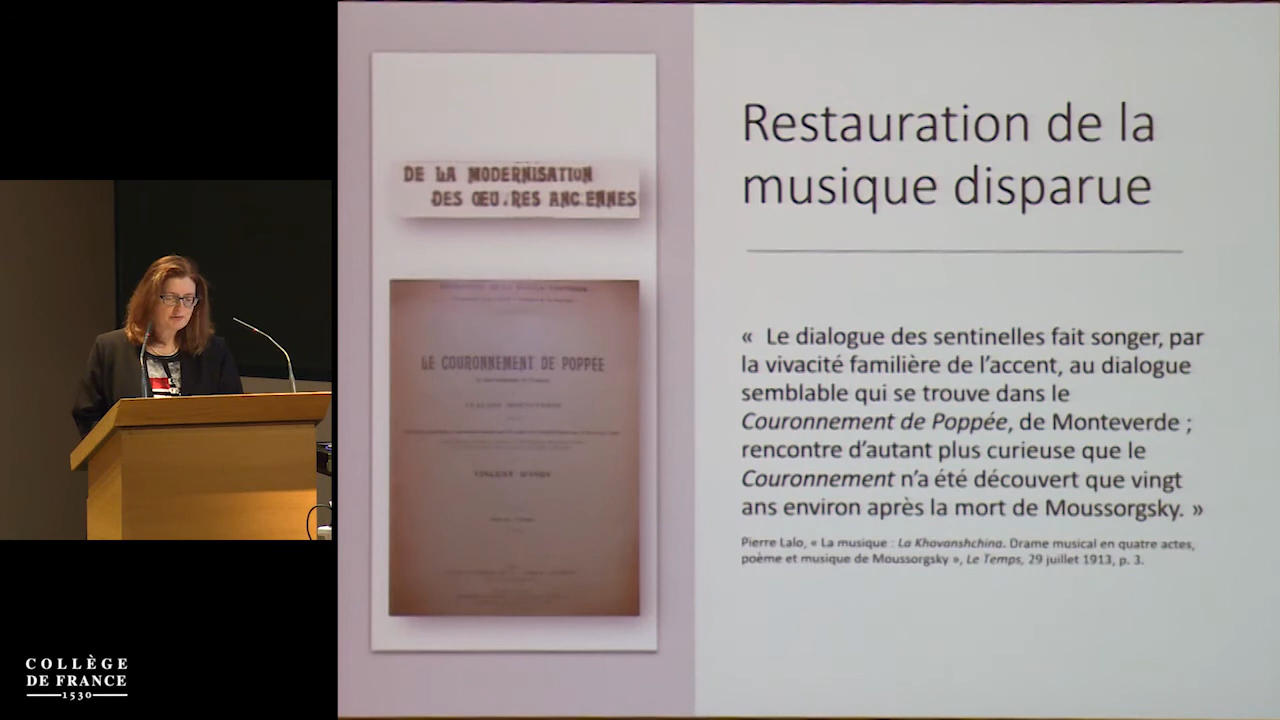 DE LA MODERNISATION
DES ŒU.RES ANC.ENNES
LE COURONNEMENT DE POPPÉE
VINCENT D'INDY
Restauration de la
musique disparue
« Le dialogue des sentinelles fait songer, par
la vivacité familière de l'accent, au dialogue
semblable qui se trouve dans le
Couronnement de Poppée, de Monteverde ;
rencontre d'autant plus curieuse que le
Couronnement n'a été découvert que vingt
ans environ après la mort de Moussorgsky. »
Pierre Lalo, « La musique : La Khovanshchina. Drame musical en quatre actes,
poème et musique de Moussorgsky », Le Temps, 29 juillet 1913, p. 3.
COLLÈGE
DE FRANCE
1530